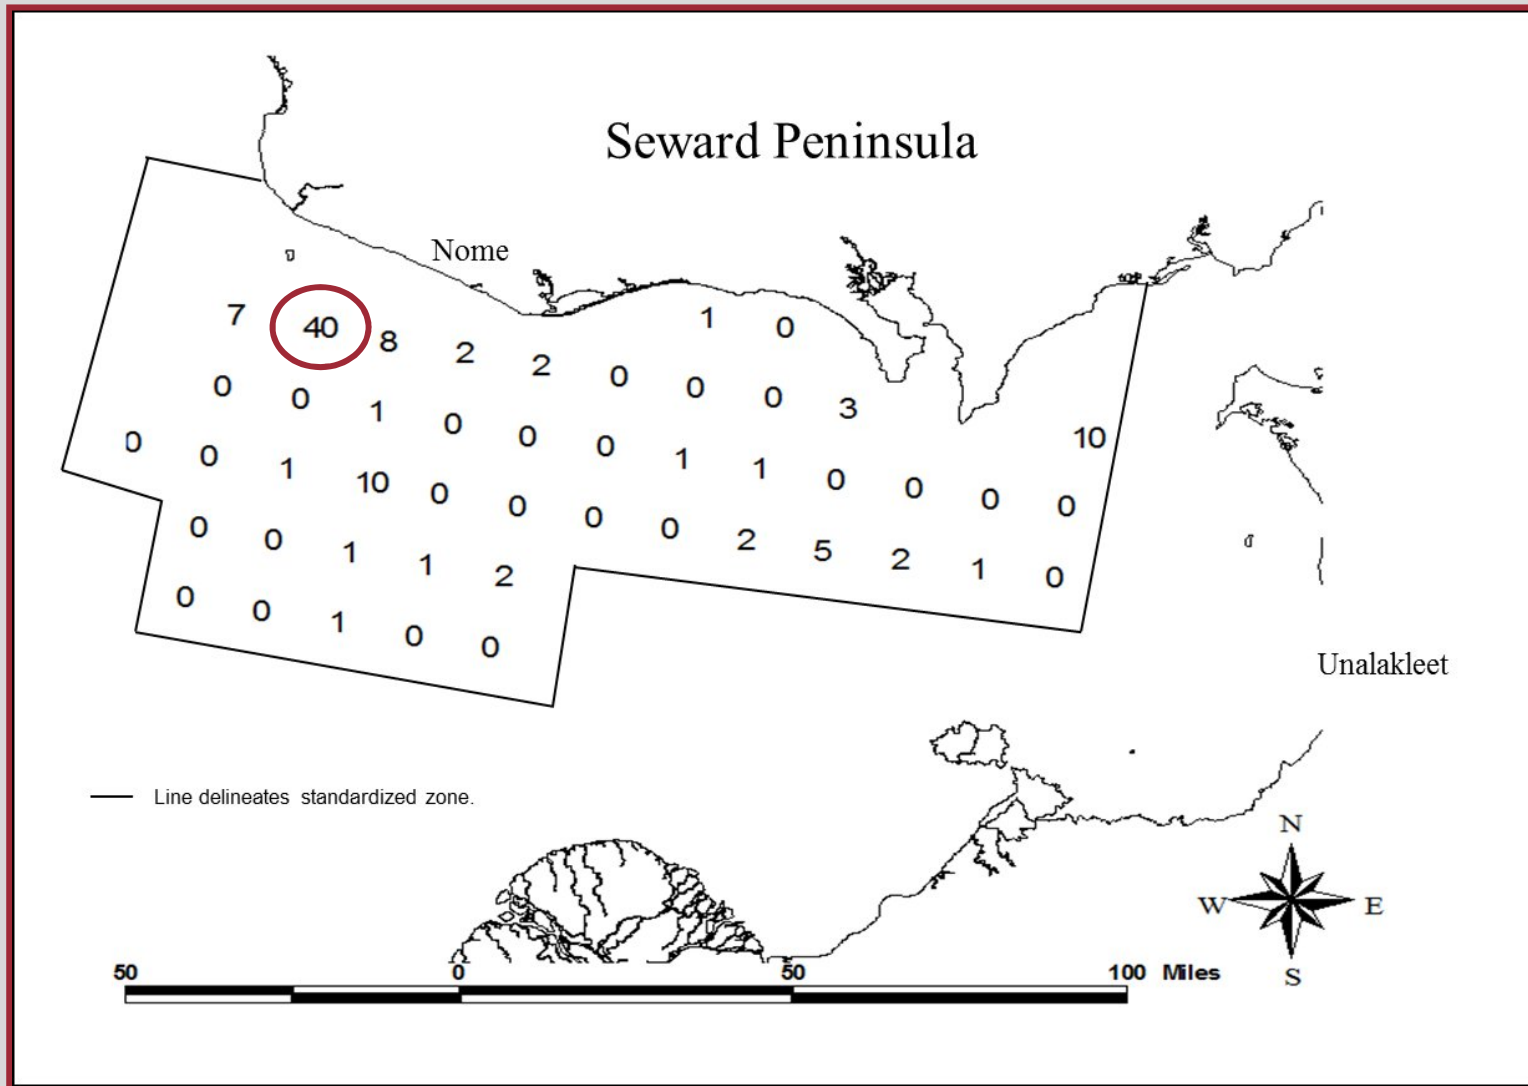 Seward Peninsula
Nome
7 40 8 2 2 0 1 0
0 0 1 0 0 0 0 0 3
0 0 1 10 0 0 0 0 1 1 0 0 0 0 10
0 0 1 1 2 0 0 2 5 2 1 0
0 0 1 0 0
Unalakleet
Line delineates standardized zone.
N
W E
S
50 0 50 100 Miles